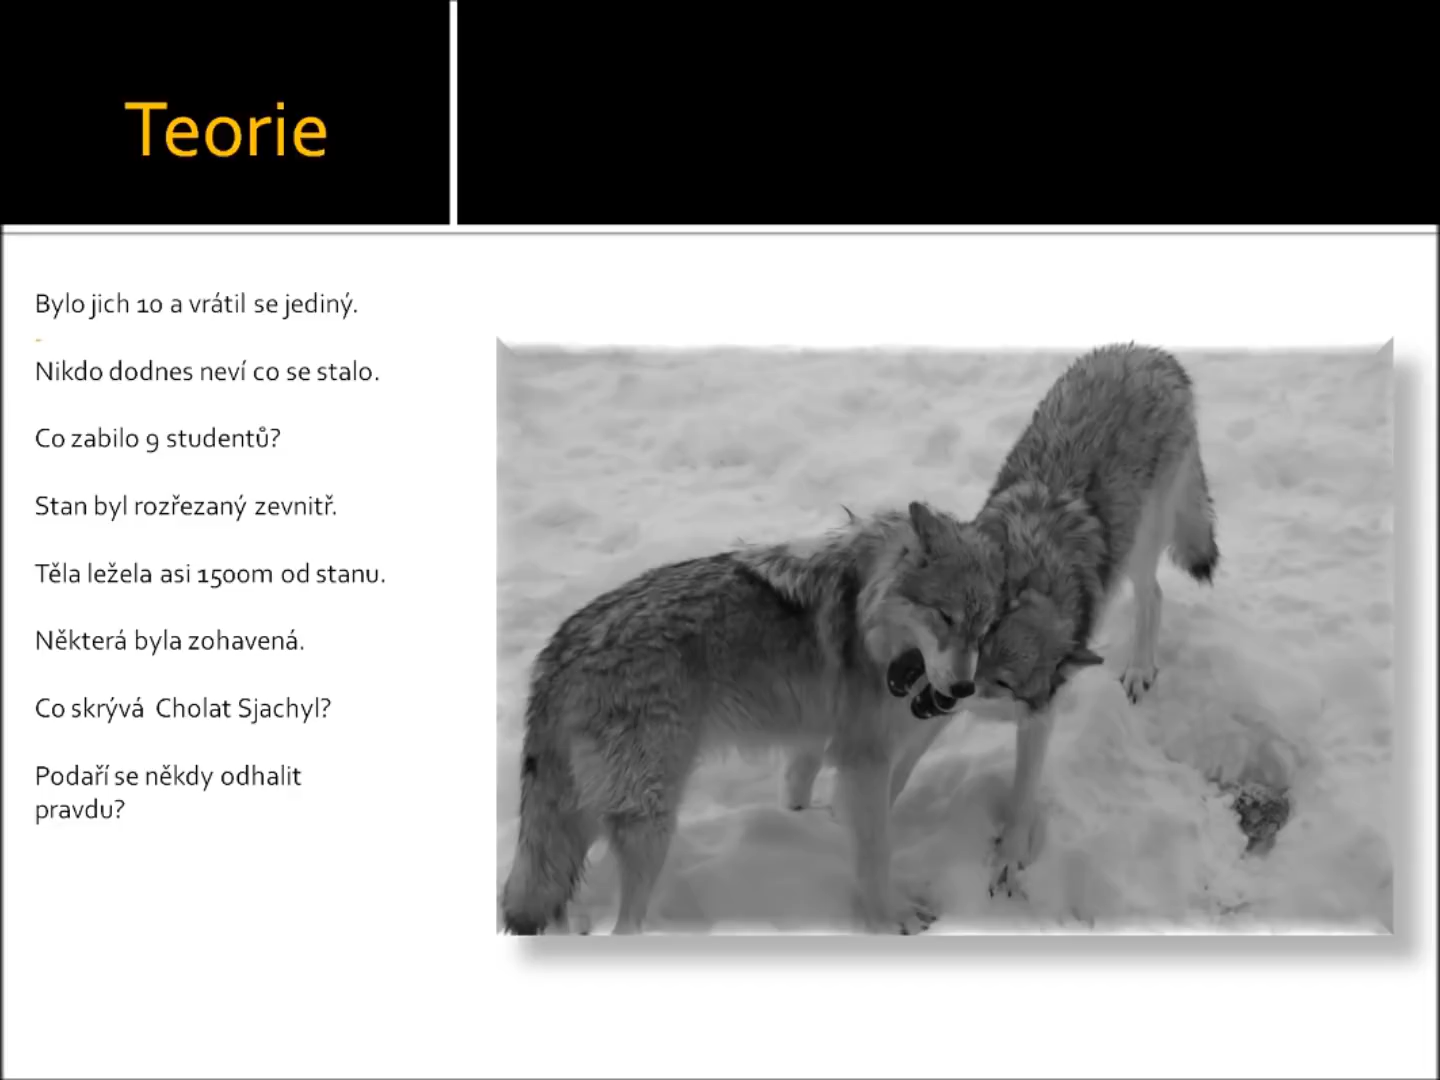 Teorie
Bylo jich 10 a vrátil se jediný.
-
Nikdo dodnes neví co se stalo.
Co zabilo 9 studentů?
Stan byl rozřezaný zevnitř.
Těla ležela asi 1500m od stanu.
Některá byla zohavená.
Co skrývá Cholat Sjachyl?
Podaří se někdy odhalit
pravdu?